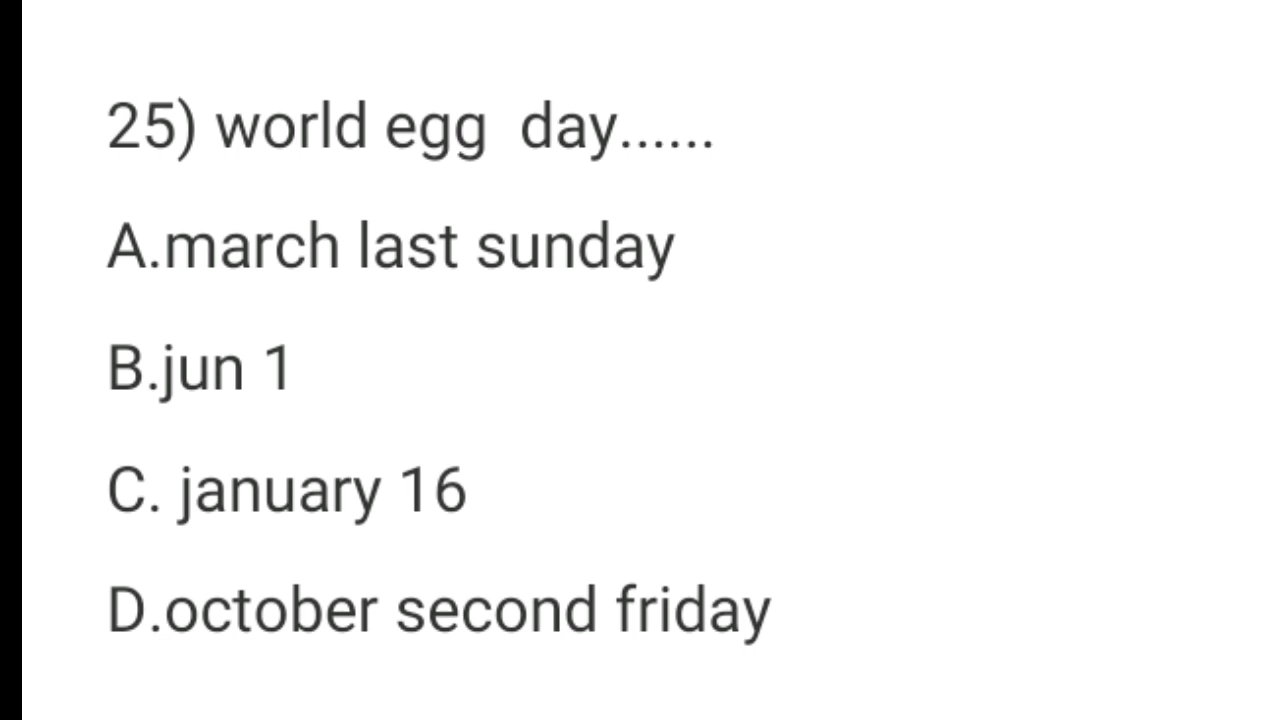 25) world egg  day......
A.march last sunday
B.jun 1
C. january 16
D.october second friday